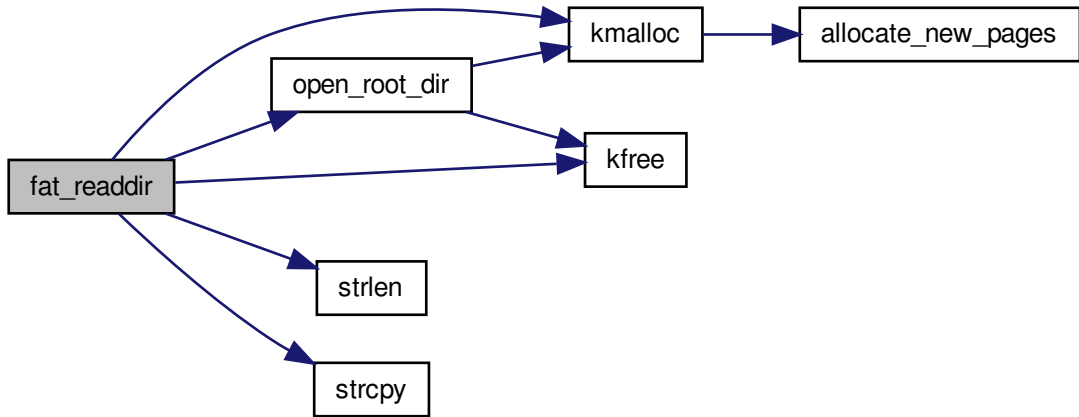 kmalloc
allocate_new_pages
open_root_dir
kfree
fat_readdir
strlen
strcpy